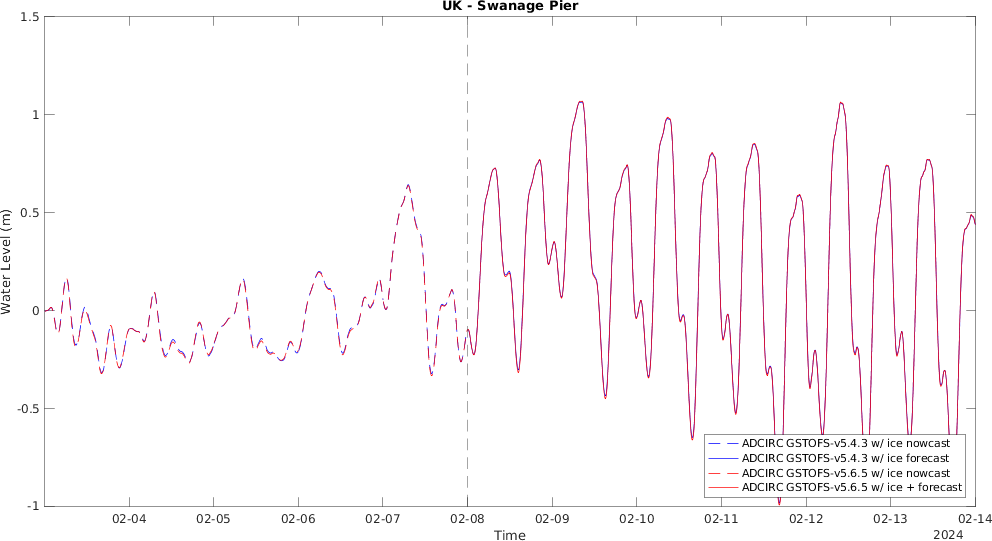 UK - Swanage Pier
1.5
1
0.5
0
-0.5
-1
Water Level (m)
02-04 02-05 02-06 02-07 02-08 02-09 02-10 02-11 02-12 02-13 02-14
Time
2024
ADCIRC GSTOFS-v5.4.3 w/ ice nowcast
ADCIRC GSTOFS-v5.4.3 w/ ice forecast
ADCIRC GSTOFS-v5.6.5 w/ ice nowcast
ADCIRC GSTOFS-v5.6.5 w/ ice + forecast